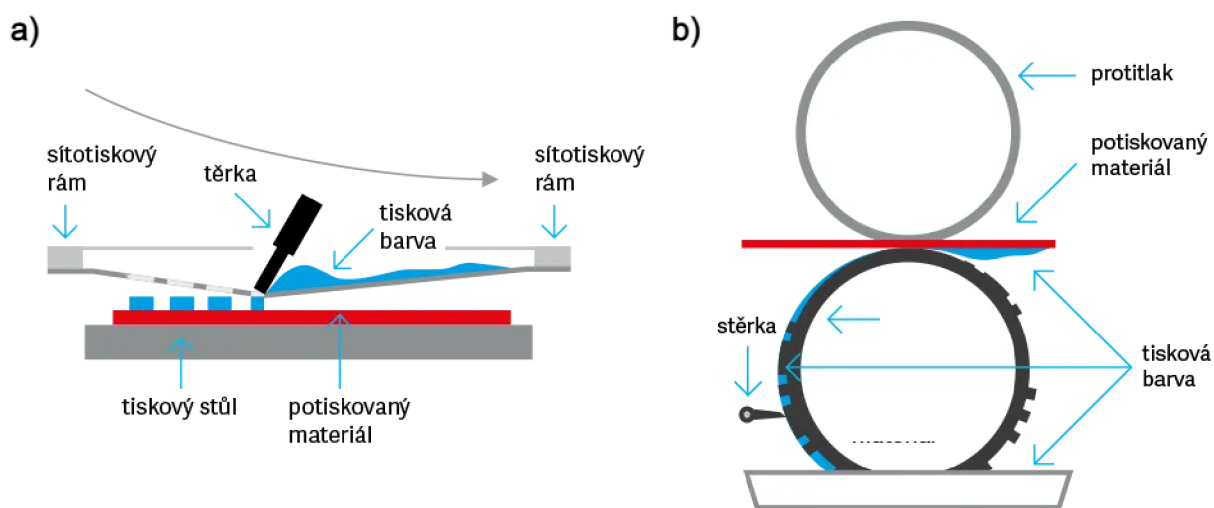 a)
sítotiskový
rám
těrka
tisková
barva
sítotiskový
rám
tiskový stůl
potiskovaný
materiál
b)
protitlak
potiskovaný
materiál
stěrka
tisková
barva